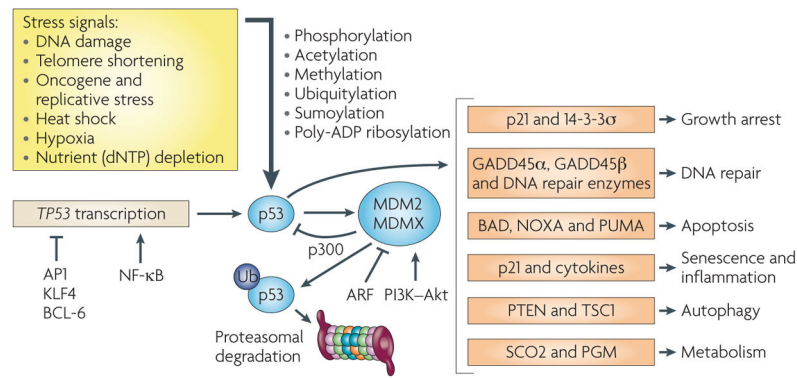 Stress signals:
• DNA damage
• Telomere shortening
• Oncogene and
replicative stress
• Heat shock
• Hypoxia
• Nutrient (dNTP) depletion
• Phosphorylation
• Acetylation
• Methylation
• Ubiquitylation
• Sumoylation
• Poly-ADP ribosylation
TP53 transcription
AP1
KLF4
BCL-6
NF-κB
p53
MDM2
MDMX
p300
Ub
p53
ARF
PI3K–Akt
Proteasomal
degradation
p21 and 14-3-3σ
Growth arrest
GADD45α, GADD45β
and DNA repair enzymes
DNA repair
BAD, NOXA and PUMA
Apoptosis
p21 and cytokines
Senescence and
inflammation
PTEN and TSC1
Autophagy
SCO2 and PGM
Metabolism